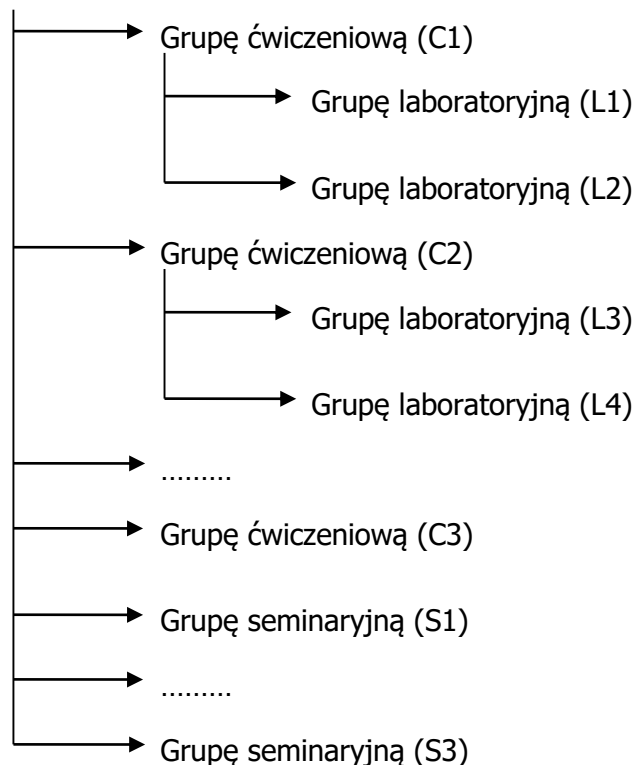 Grupę ćwiczeniową (C1)
Grupę laboratoryjną (L1)
Grupę laboratoryjną (L2)
Grupę ćwiczeniową (C2)
Grupę laboratoryjną (L3)
Grupę laboratoryjną (L4)
.........
Grupę ćwiczeniową (C3)
Grupę seminaryjną (S1)
.........
Grupę seminaryjną (S3)